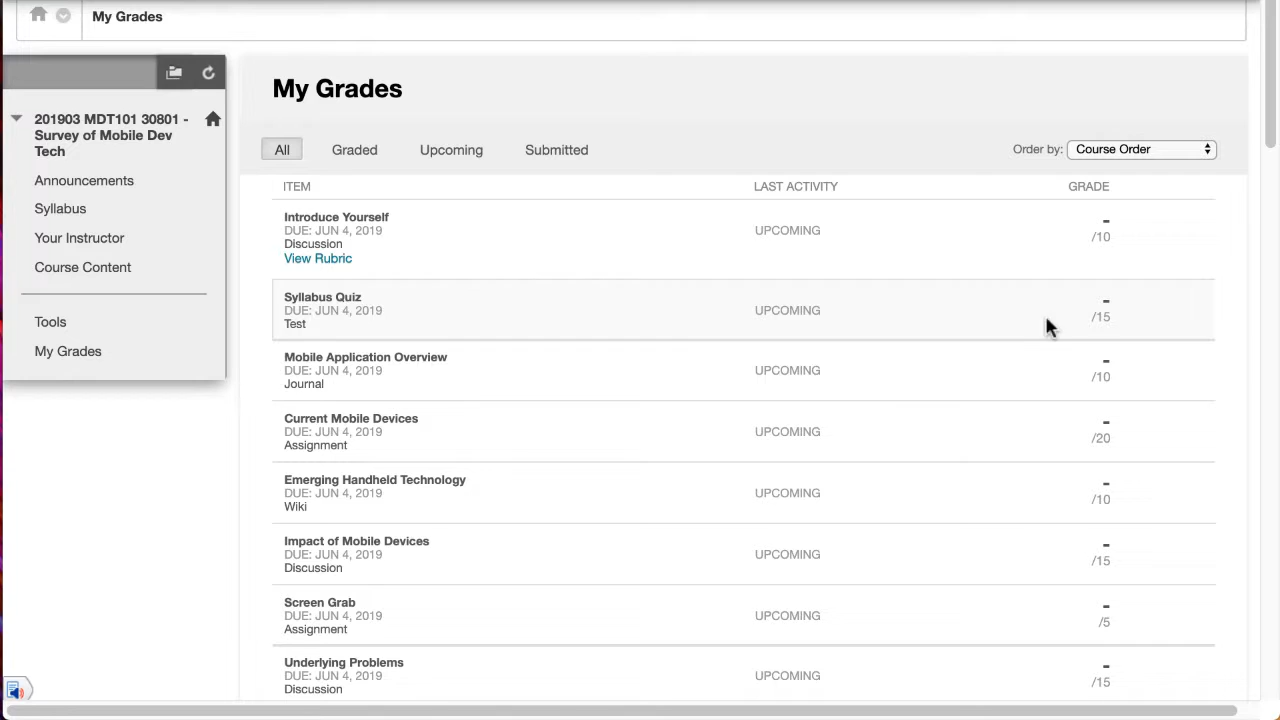 My Grades
201903 MDT101 30801 -
Survey of Mobile Dev
Tech
Announcements
Syllabus
Your Instructor
Course Content
Tools
My Grades
My Grades
All
Graded
Upcoming
Submitted
Order by:
Course Order
ITEM
LAST ACTIVITY
GRADE
Introduce Yourself
DUE: JUN 4, 2019
Discussion
View Rubric
UPCOMING
-
/10
Syllabus Quiz
DUE: JUN 4, 2019
Test
UPCOMING
-
/15
Mobile Application Overview
DUE: JUN 4, 2019
Journal
UPCOMING
-
/10
Current Mobile Devices
DUE: JUN 4, 2019
Assignment
UPCOMING
-
/20
Emerging Handheld Technology
DUE: JUN 4, 2019
Wiki
UPCOMING
-
/10
Impact of Mobile Devices
DUE: JUN 4, 2019
Discussion
UPCOMING
-
/15
Screen Grab
DUE: JUN 4, 2019
Assignment
UPCOMING
-
/5
Underlying Problems
DUE: JUN 4, 2019
Discussion
UPCOMING
-
/15